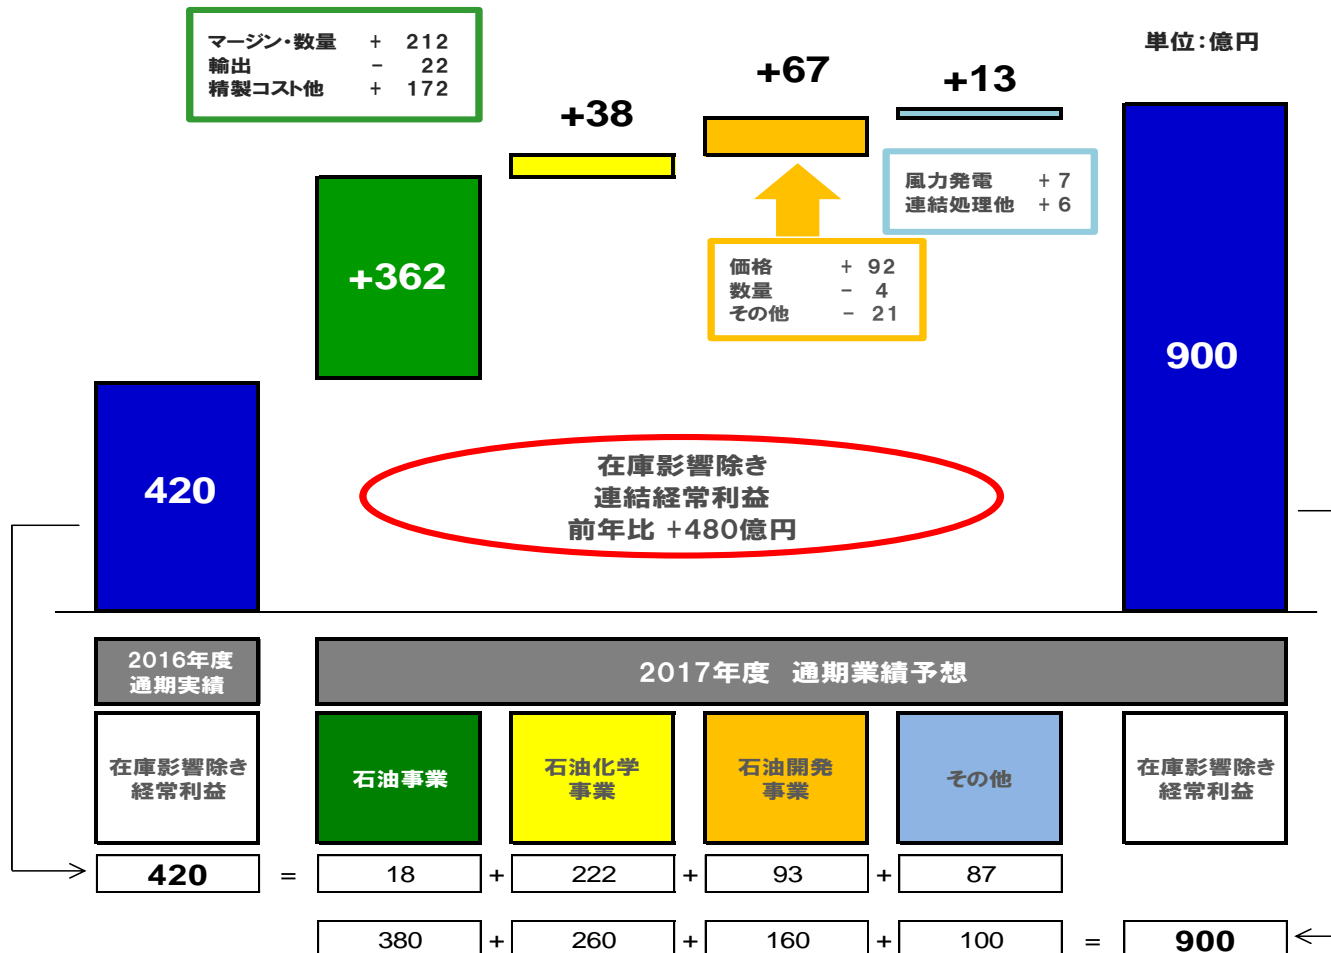 マージン・数量 + 212
輸出 - 22
精製コスト他 + 172
単位：億円
+38
+67
+13
風力発電 + 7
連結処理他 + 6
+362
価格 + 92
数量 - 4
その他 - 21
900
420
在庫影響除き
連結経常利益
前年比 +480億円
2016年度
通期実績
2017年度 通期業績予想
在庫影響除き
経常利益
石油事業
石油化学
事業
石油開発
事業
その他
在庫影響除き
経常利益
420 = 18 + 222 + 93 + 87
380 + 260 + 160 + 100 = 900